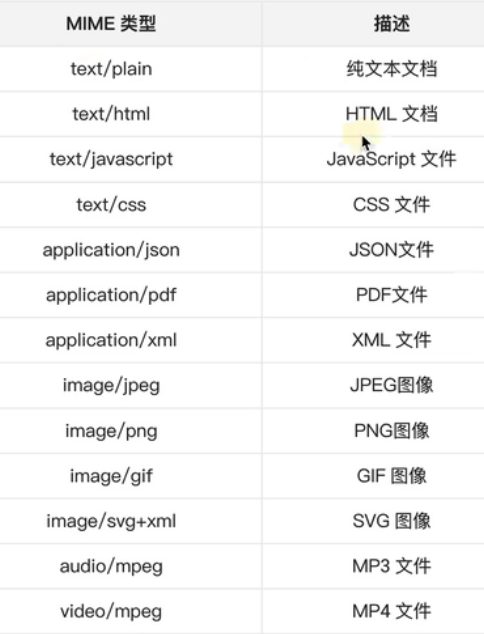 MIME 类型 描述
text/plain 纯文本文档
text/html HTML 文档
text/javascript JavaScript 文件
text/css CSS 文件
application/json JSON文件
application/pdf PDF文件
application/xml XML 文件
image/jpeg JPEG图像
image/png PNG图像
image/gif GIF 图像
image/svg+xml SVG 图像
audio/mpeg MP3 文件
video/mpeg MP4 文件